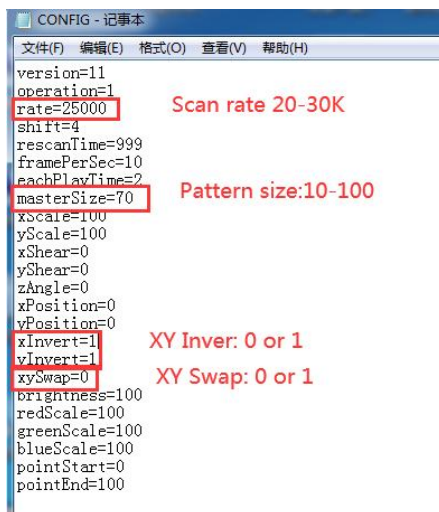 CONFIG - 记事本
文件(F) 编辑(E) 格式(O) 查看(V) 帮助(H)
version=11
operation=1
rate=25000
Scan rate 20-30K
shift=4
rescanTime=999
framePerSec=10
eachPlayTime=2
masterSize=70
Pattern size:10-100
xScale=100
yScale=100
xShear=0
yShear=0
zAngle=0
xPosition=0
yPosition=0
xInvert=1
XY Inver: 0 or 1
yInvert=1
xySwap=0
XY Swap: 0 or 1
brightness=100
redScale=100
greenScale=100
blueScale=100
pointStart=0
pointEnd=100